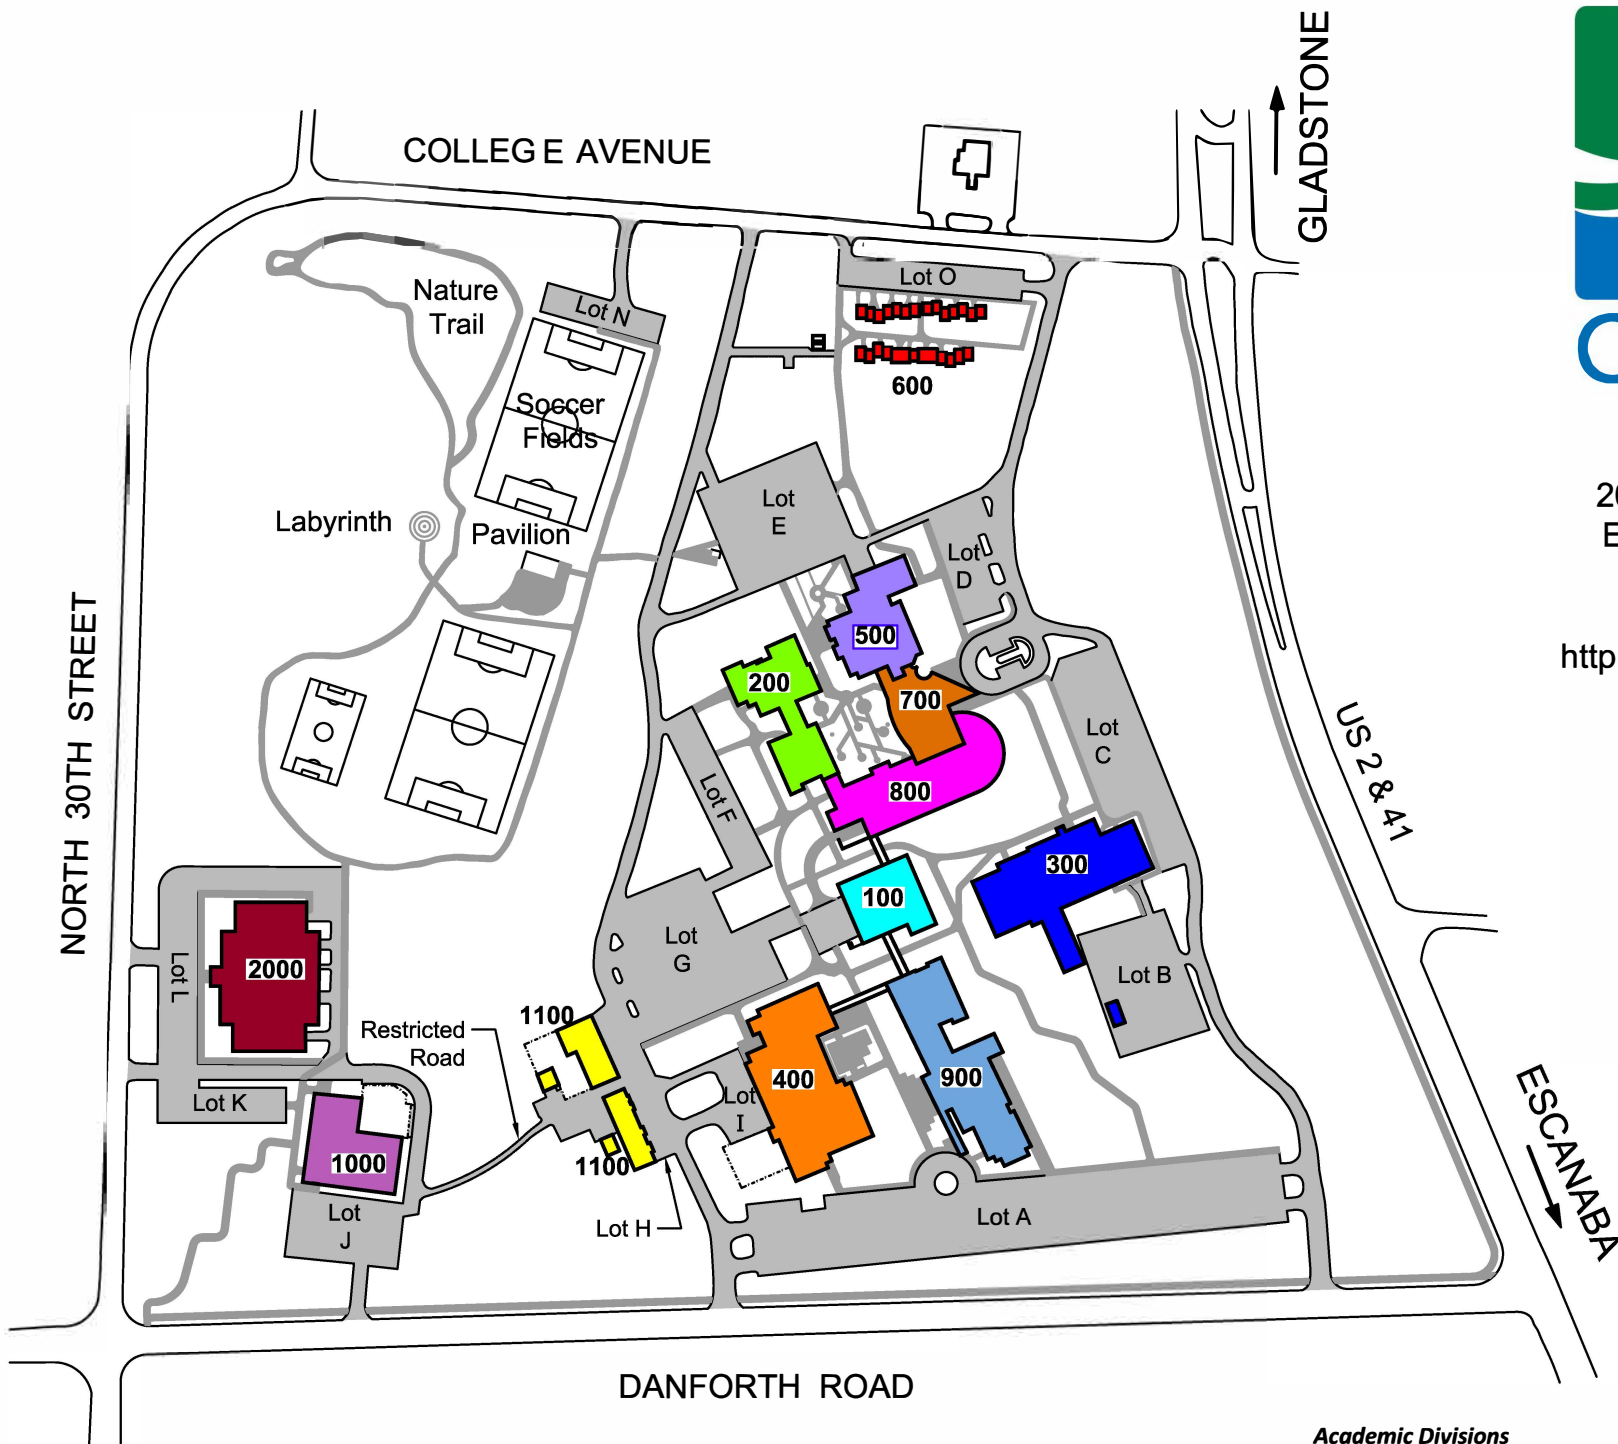 GLADSTONE
COLLEGE AVENUE
Lot O
Nature
Trail
Lot N
600
Soccer
Fields
Lot
E
Labyrinth
Pavilion
Lot
D
500
200
700
NORTH 30TH STREET
Lot
C
US 2 & 41
Lot F
800
300
100
Lot
G
Lot L
2000
Lot B
1100
Restricted
Road
400
900
Lot
I
Lot K
ESCANABA
1000
1100
Lot
J
Lot H
Lot A
DANFORTH ROAD
Academic Divisions
http